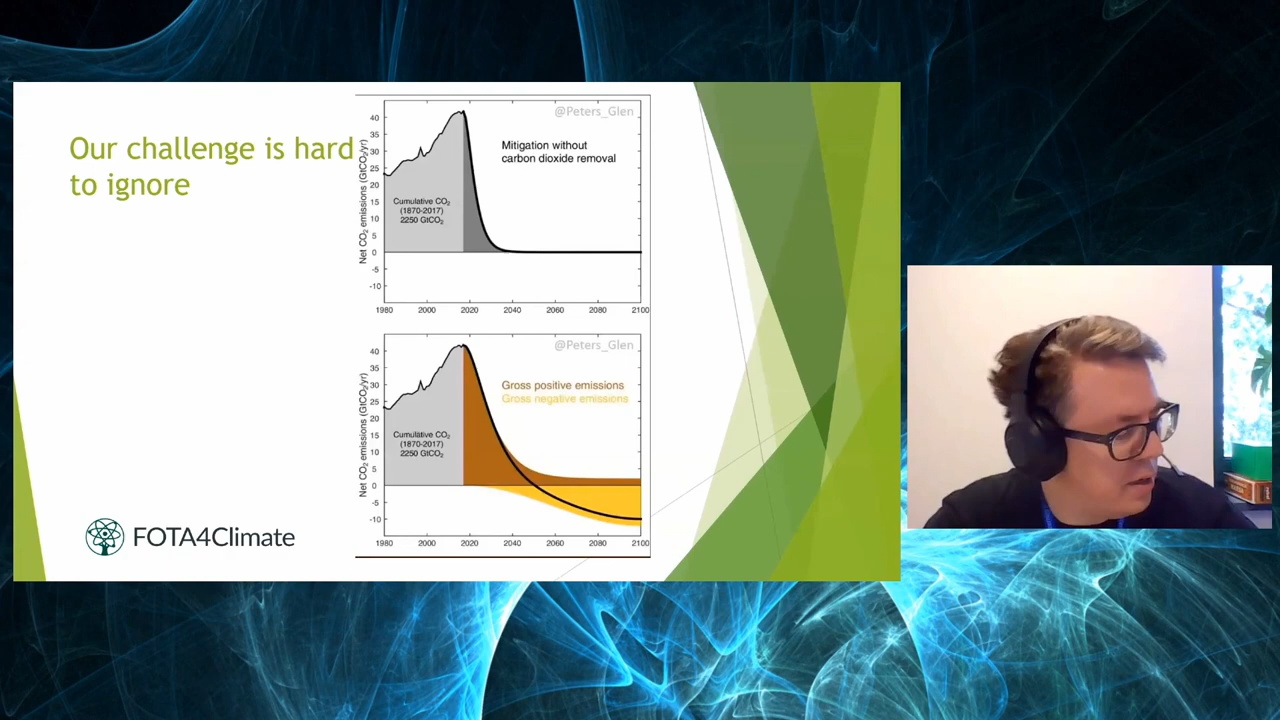 Our challenge is hard
to ignore
@Peters_Glen
Mitigation without
carbon dioxide removal
Cumulative CO₂
(1870-2017)
2250 GtCO₂
Net CO₂ emissions (GtCO₂/yr)
40
35
30
25
20
15
10
5
0
-5
-10
1980 2000 2020 2040 2060 2080 2100
@Peters_Glen
Gross positive emissions
Gross negative emissions
Cumulative CO₂
(1870-2017)
2250 GtCO₂
Net CO₂ emissions (GtCO₂/yr)
40
35
30
25
20
15
10
5
0
-5
-10
1980 2000 2020 2040 2060 2080 2100
FOTA4Climate